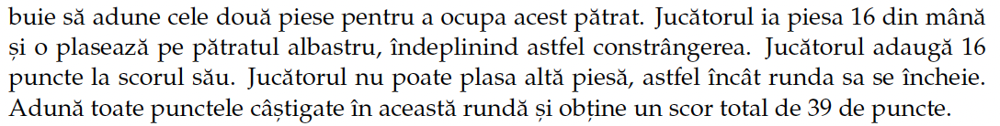 buie să adune cele două piese pentru a ocupa acest pătrat. Jucătorul ia piesa 16 din mână
și o plasează pe pătratul albastru, îndeplinind astfel constrângerea. Jucătorul adaugă 16
puncte la scorul său. Jucătorul nu poate plasa altă piesă, astfel încât runda sa se încheie.
Adună toate punctele câștigate în această rundă și obține un scor total de 39 de puncte.